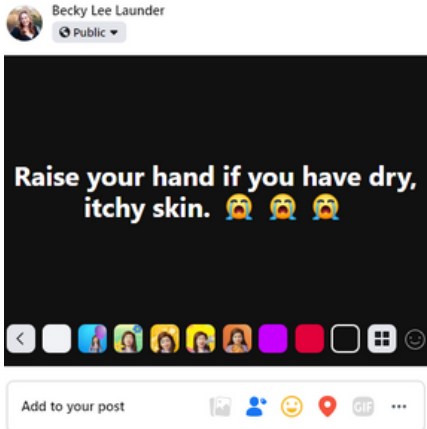 Becky Lee Launder
Public
Raise your hand if you have dry,
itchy skin. 😭 😭 😭
Add to your post
GIF